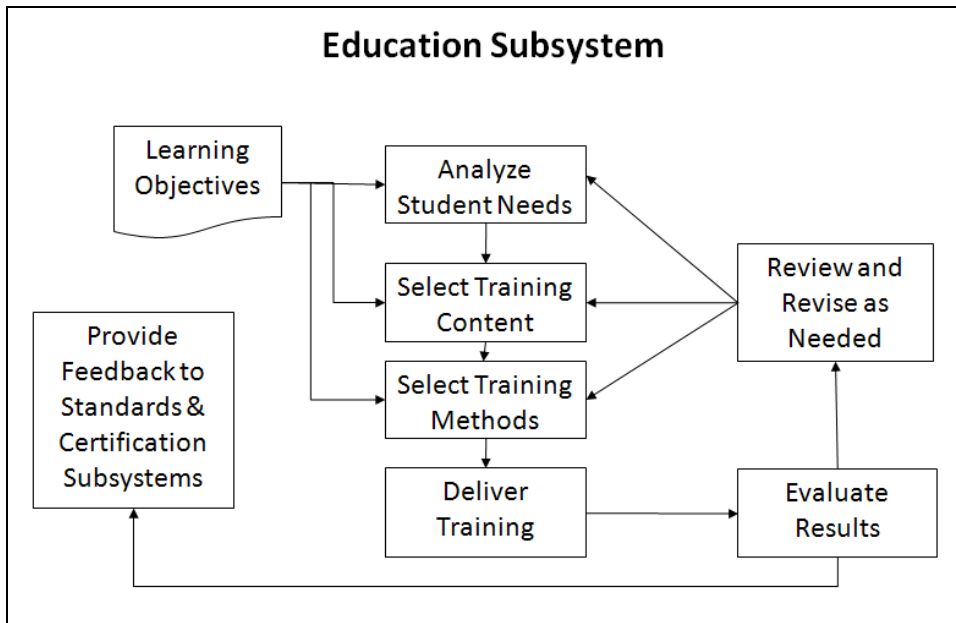 Education Subsystem
Learning
Objectives
Analyze
Student Needs
Select Training
Content
Review and
Revise as
Needed
Provide
Feedback to
Standards &
Certification
Subsystems
Select Training
Methods
Deliver
Training
Evaluate
Results